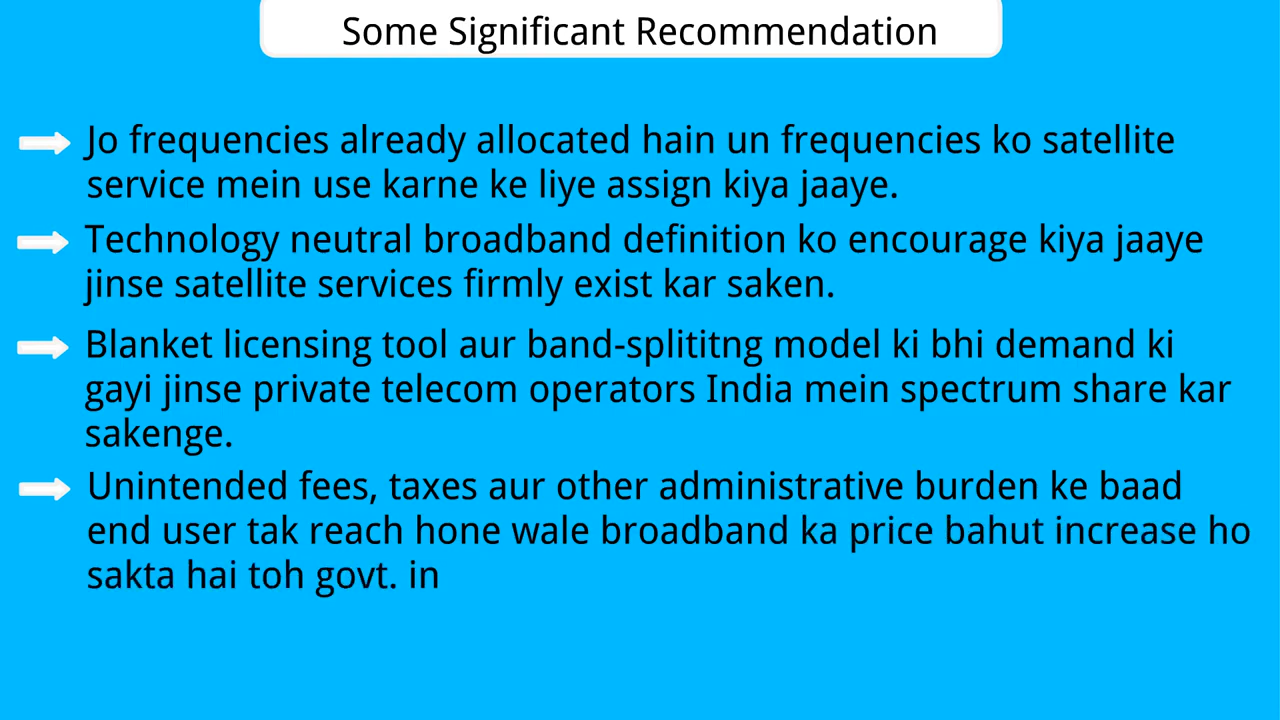 Some Significant Recommendation
Jo frequencies already allocated hain un frequencies ko satellite
service mein use karne ke liye assign kiya jaaye.
Technology neutral broadband definition ko encourage kiya jaaye
jinse satellite services firmly exist kar saken.
Blanket licensing tool aur band-splititng model ki bhi demand ki
gayi jinse private telecom operators India mein spectrum share kar
sakenge.
Unintended fees, taxes aur other administrative burden ke baad
end user tak reach hone wale broadband ka price bahut increase ho
sakta hai toh govt. in